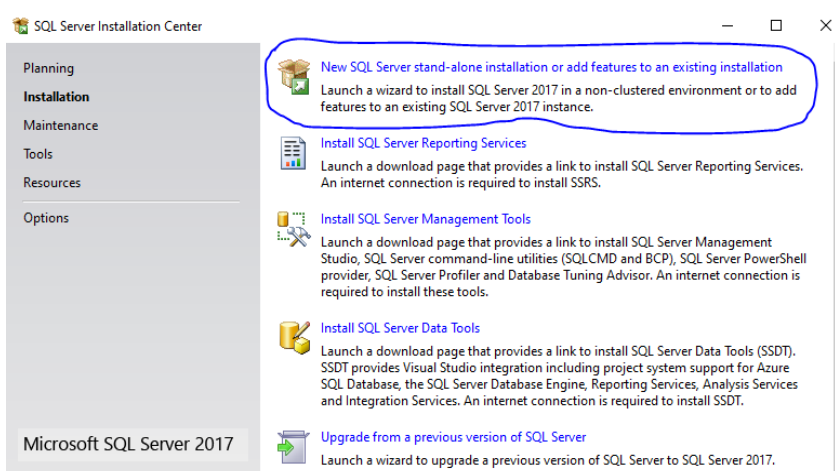 SQL Server Installation Center
Planning
Installation
Maintenance
Tools
Resources
Options
Microsoft SQL Server 2017
New SQL Server stand-alone installation or add features to an existing installation
Launch a wizard to install SQL Server 2017 in a non-clustered environment or to add
features to an existing SQL Server 2017 instance.
Install SQL Server Reporting Services
Launch a download page that provides a link to install SQL Server Reporting Services.
An internet connection is required to install SSRS.
Install SQL Server Management Tools
Launch a download page that provides a link to install SQL Server Management
Studio, SQL Server command-line utilities (SQLCMD and BCP), SQL Server PowerShell
provider, SQL Server Profiler and Database Tuning Advisor. An internet connection is
required to install these tools.
Install SQL Server Data Tools
Launch a download page that provides a link to install SQL Server Data Tools (SSDT).
SSDT provides Visual Studio integration including project system support for Azure
SQL Database, the SQL Server Database Engine, Reporting Services, Analysis Services
and Integration Services. An internet connection is required to install SSDT.
Upgrade from a previous version of SQL Server
Launch a wizard to upgrade a previous version of SQL Server to SQL Server 2017.